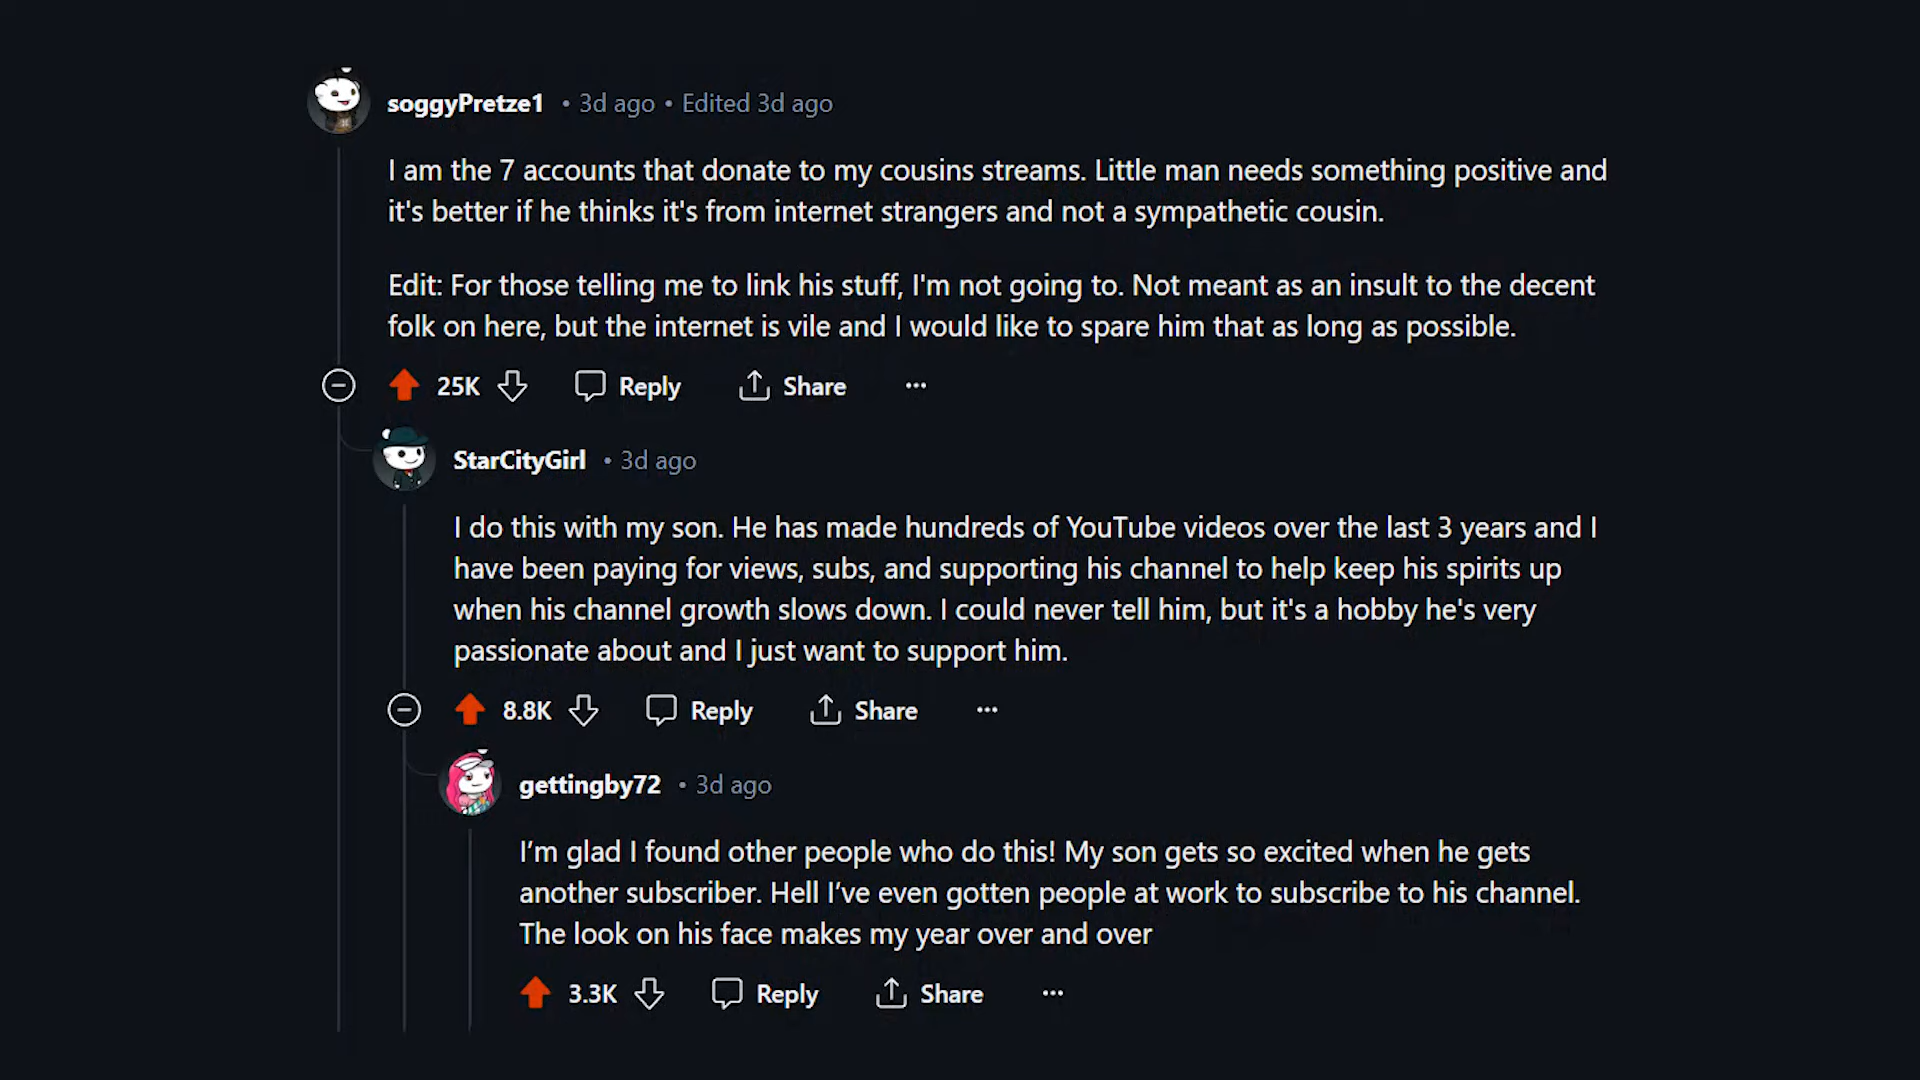 soggyPretze1 • 3d ago • Edited 3d ago
I am the 7 accounts that donate to my cousins streams. Little man needs something positive and
it's better if he thinks it's from internet strangers and not a sympathetic cousin.
Edit: For those telling me to link his stuff, I'm not going to. Not meant as an insult to the decent
folk on here, but the internet is vile and I would like to spare him that as long as possible.
25K Reply Share ...
StarCityGirl • 3d ago
I do this with my son. He has made hundreds of YouTube videos over the last 3 years and I
have been paying for views, subs, and supporting his channel to help keep his spirits up
when his channel growth slows down. I could never tell him, but it's a hobby he's very
passionate about and I just want to support him.
8.8K Reply Share ...
gettingby72 • 3d ago
I’m glad I found other people who do this! My son gets so excited when he gets
another subscriber. Hell I’ve even gotten people at work to subscribe to his channel.
The look on his face makes my year over and over
3.3K Reply Share ...